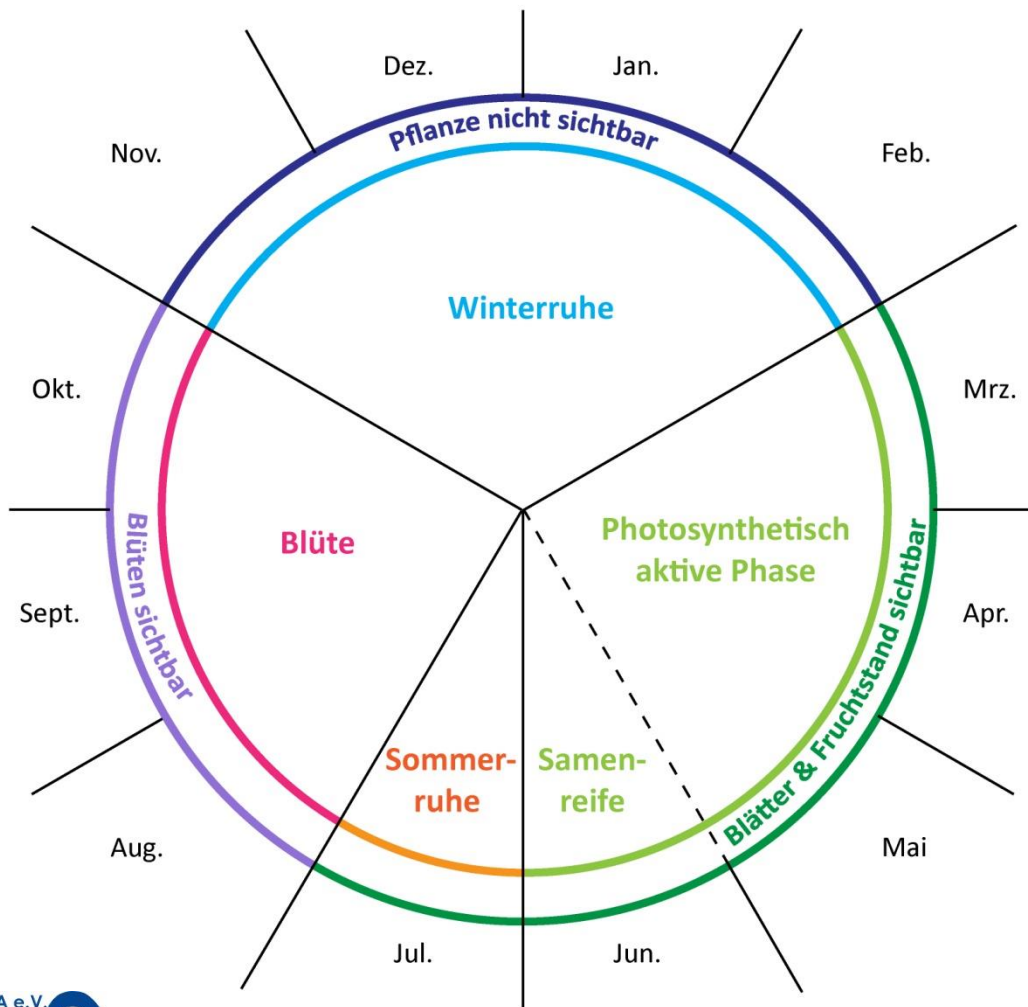 Dez.
Jan.
Nov.
Pflanze nicht sichtbar
Feb.
Winterruhe
Okt.
Mrz.
Blüte
Photosynthetisch
aktive Phase
Blüten sichtbar
Blätter & Fruchtstand sichtbar
Sept.
Apr.
Sommer-
ruhe
Samen-
reife
Aug.
Mai
Jul.
Jun.
A e.V.